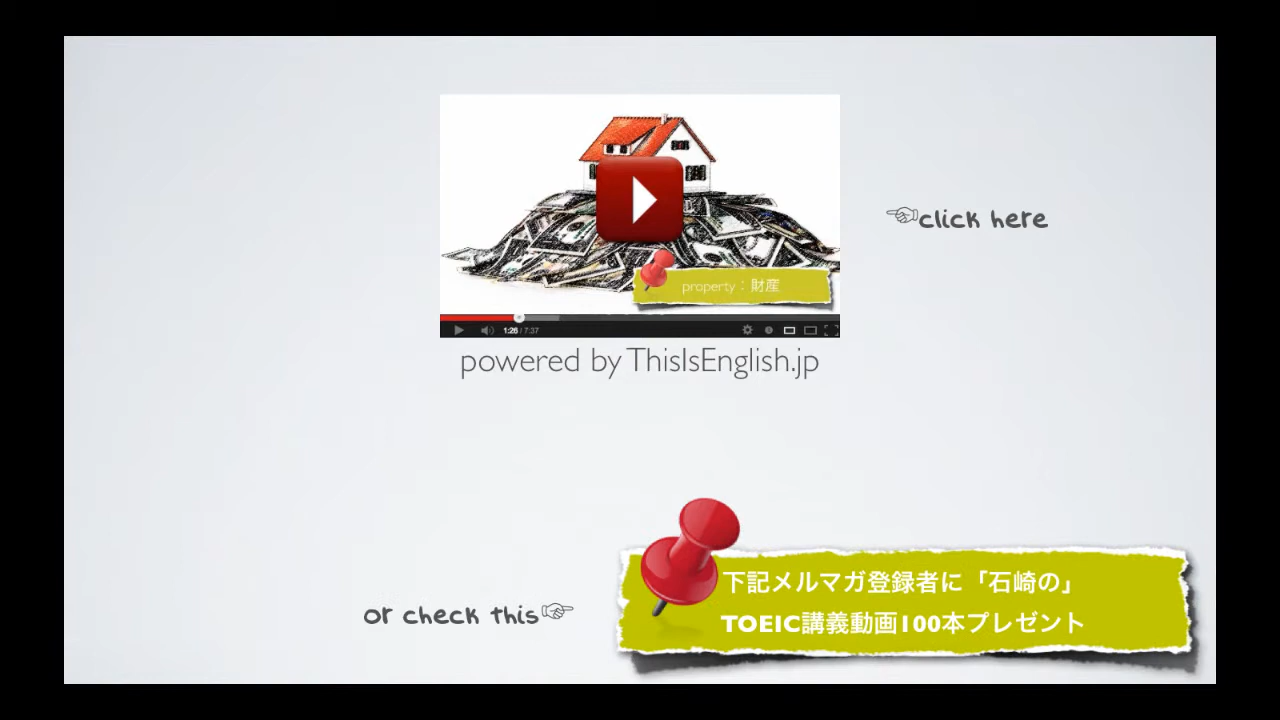 ☜click here
property：財産
1:26 / 7:37
powered by ThisIsEnglish.jp
下記メルマガ登録者に「石崎の」
TOEIC講義動画100本プレゼント
or check this☞